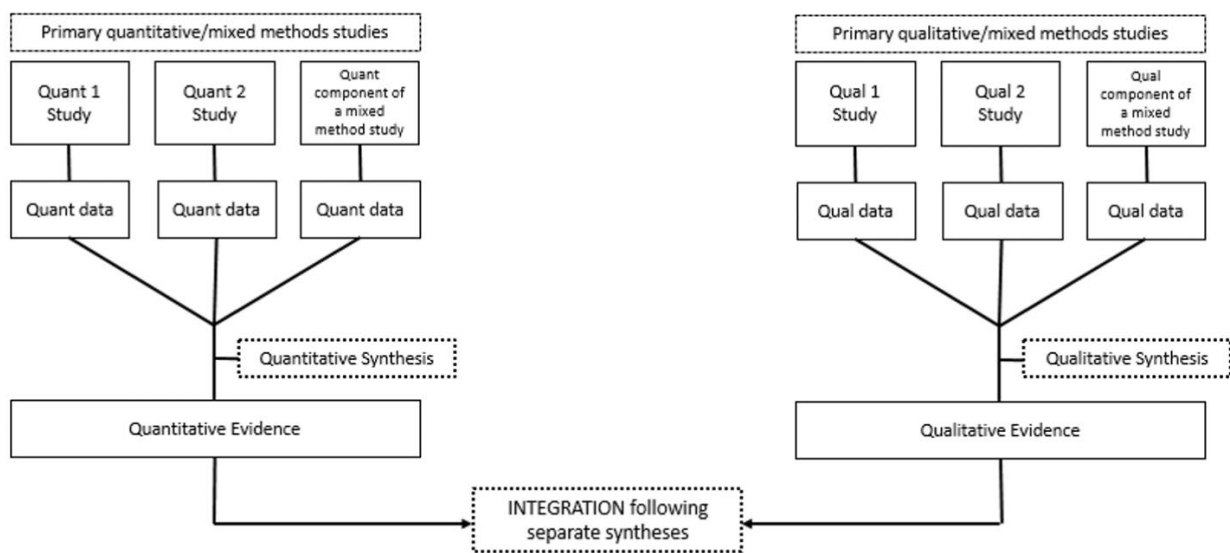 Primary quantitative/mixed methods studies
Primary qualitative/mixed methods studies
Quant 1
Study
Quant 2
Study
Quant
component of
a mixed
method study
Qual 1
Study
Qual 2
Study
Qual
component of
a mixed
method study
Quant data
Quant data
Quant data
Qual data
Qual data
Qual data
Quantitative Synthesis
Qualitative Synthesis
Quantitative Evidence
Qualitative Evidence
INTEGRATION following
separate syntheses